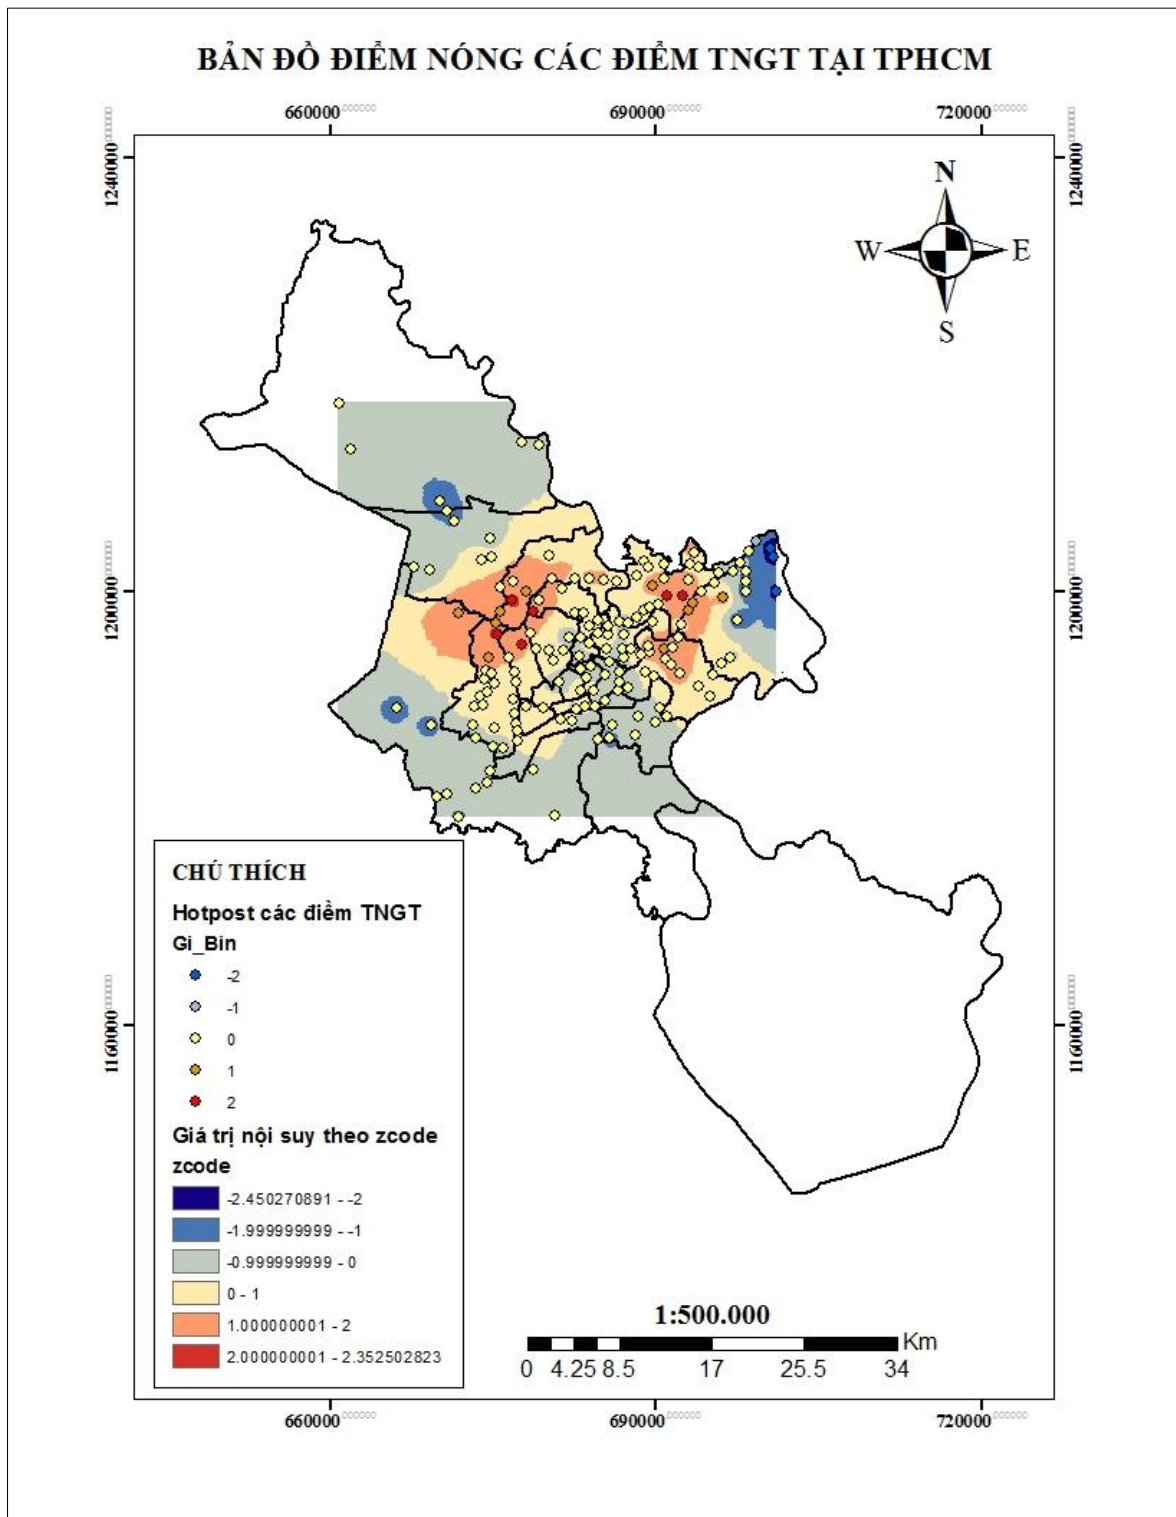 BẢN ĐỒ ĐIỂM NÓNG CÁC ĐIỂM TNGT TẠI TPHCM
660000 690000 720000
1240000 1240000
N
W E
S
1200000 1200000
CHÚ THÍCH
Hotpost các điểm TNGT
Gi_Bin
-2
-1
0
1
2
1160000 1160000
Giá trị nội suy theo zcode
zcode
-2.450270891 - -2
-1.999999999 - -1
-0.999999999 - 0
0 - 1
1.000000001 - 2
2.000000001 - 2.352502823
1:500.000
Km
0 4.25 8.5 17 25.5 34
660000 690000 720000